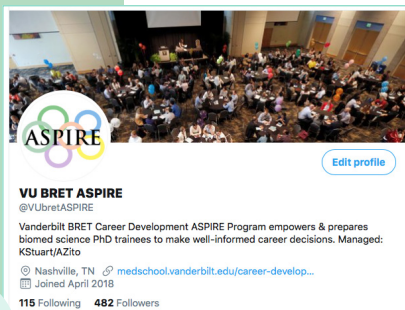 ASPIRE
Edit profile
VU BRET ASPIRE
@VUbretASPIRE
Vanderbilt BRET Career Development ASPIRE Program empowers & prepares
biomed science PhD trainees to make well-informed career decisions. Managed:
KStuart/AZito
Nashville, TN medschool.vanderbilt.edu/career-develop...
Joined April 2018
115 Following 482 Followers